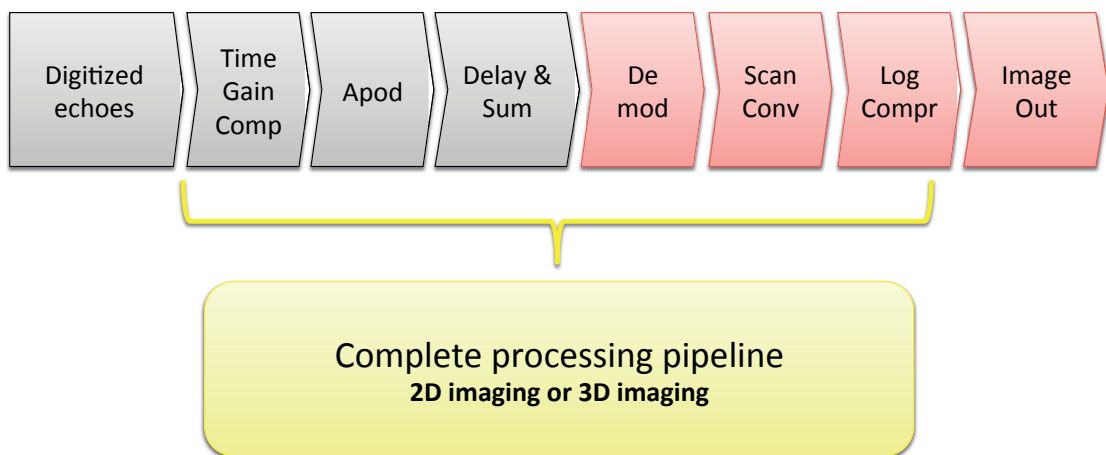 Digitized
echoes
Time
Gain
Comp
Apod
Delay &
Sum
De
mod
Scan
Conv
Log
Compr
Image
Out
Complete processing pipeline
2D imaging or 3D imaging